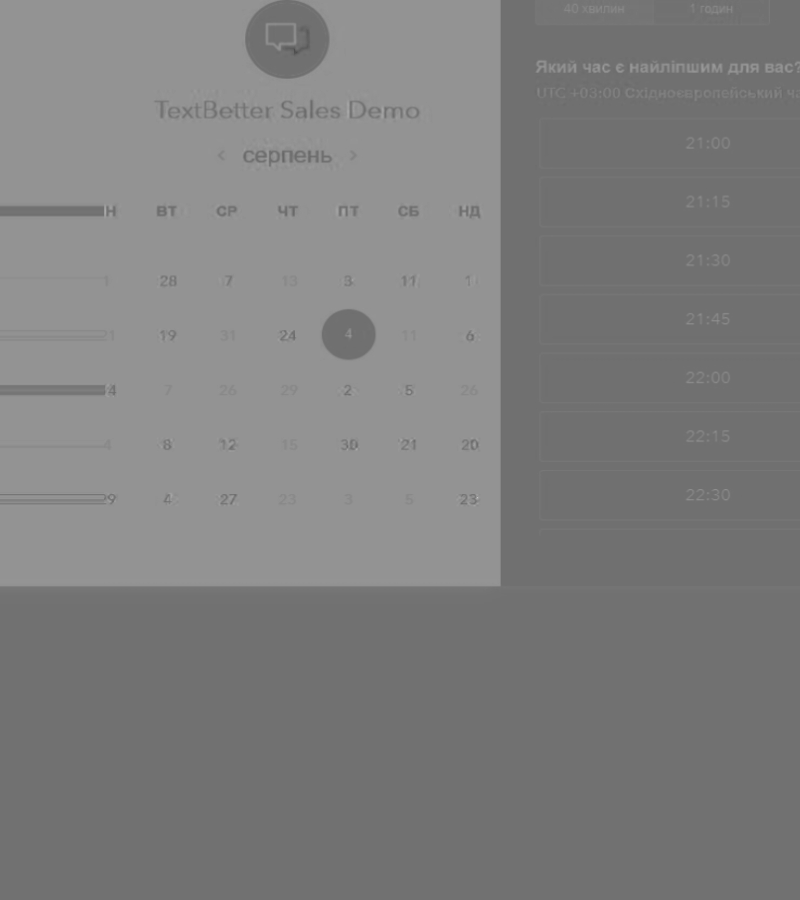 TextBetter Sales Demo
серпень
Н ВТ СР ЧТ ПТ СБ НД
1 28 7 13 3 11 1
21 19 31 24 4 11 6
4 7 26 29 2 5 26
4 8 12 15 30 21 20
9 4 27 23 3 5 23
40 хвилин 1 годин
Який час є найліпшим для вас?
UTC +03:00 Східноєвропейський ча
21:00
21:15
21:30
21:45
22:00
22:15
22:30